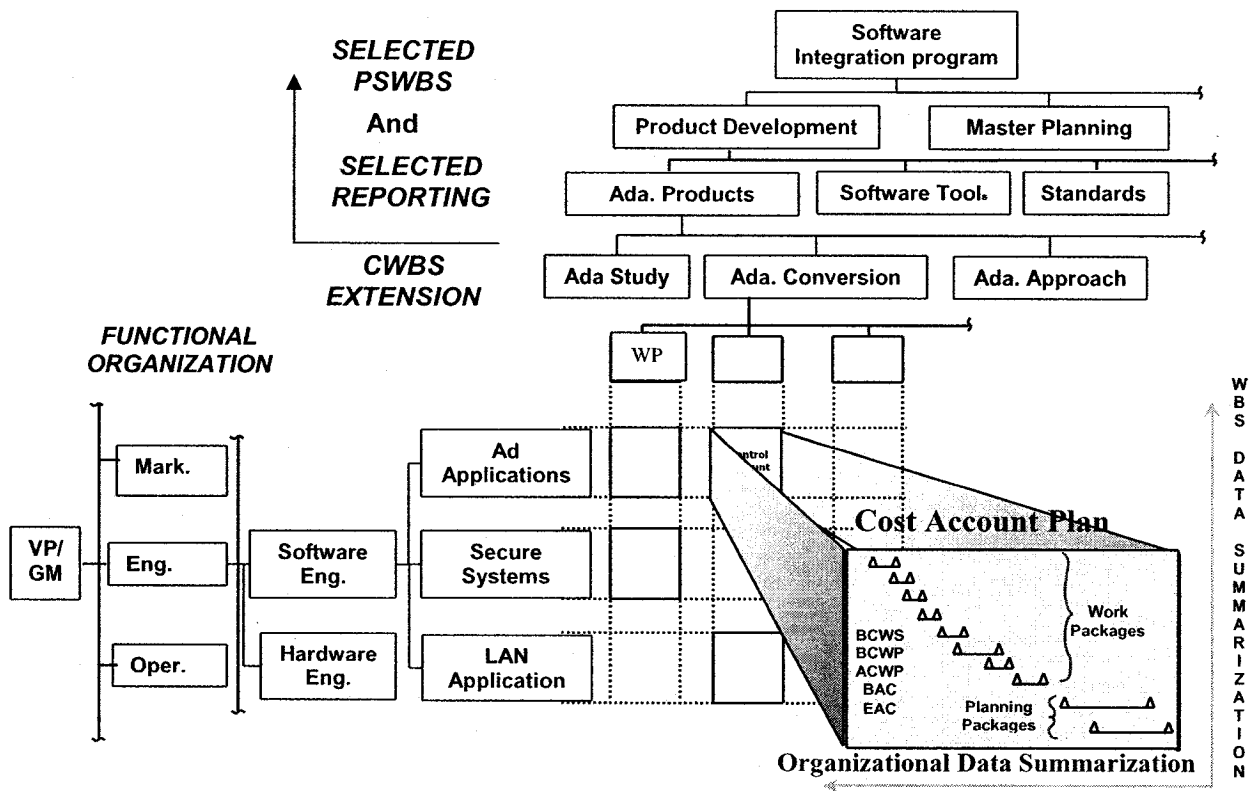 Software
Integration program
SELECTED
PSWBS
And
SELECTED
REPORTING
Product Development
Master Planning
Ada. Products
Software Tools
Standards
CWBS
EXTENSION
Ada Study
Ada. Conversion
Ada. Approach
FUNCTIONAL
ORGANIZATION
WP
Mark.
Ad
Applications
VP/
GM
Eng.
Software
Eng.
Secure
Systems
Oper.
Hardware
Eng.
LAN
Application
Cost Account Plan
Work
Packages
BCWS
BCWP
ACWP
BAC
EAC
Planning
Packages
Organizational Data Summarization
WBS DATA SUMMARIZATION